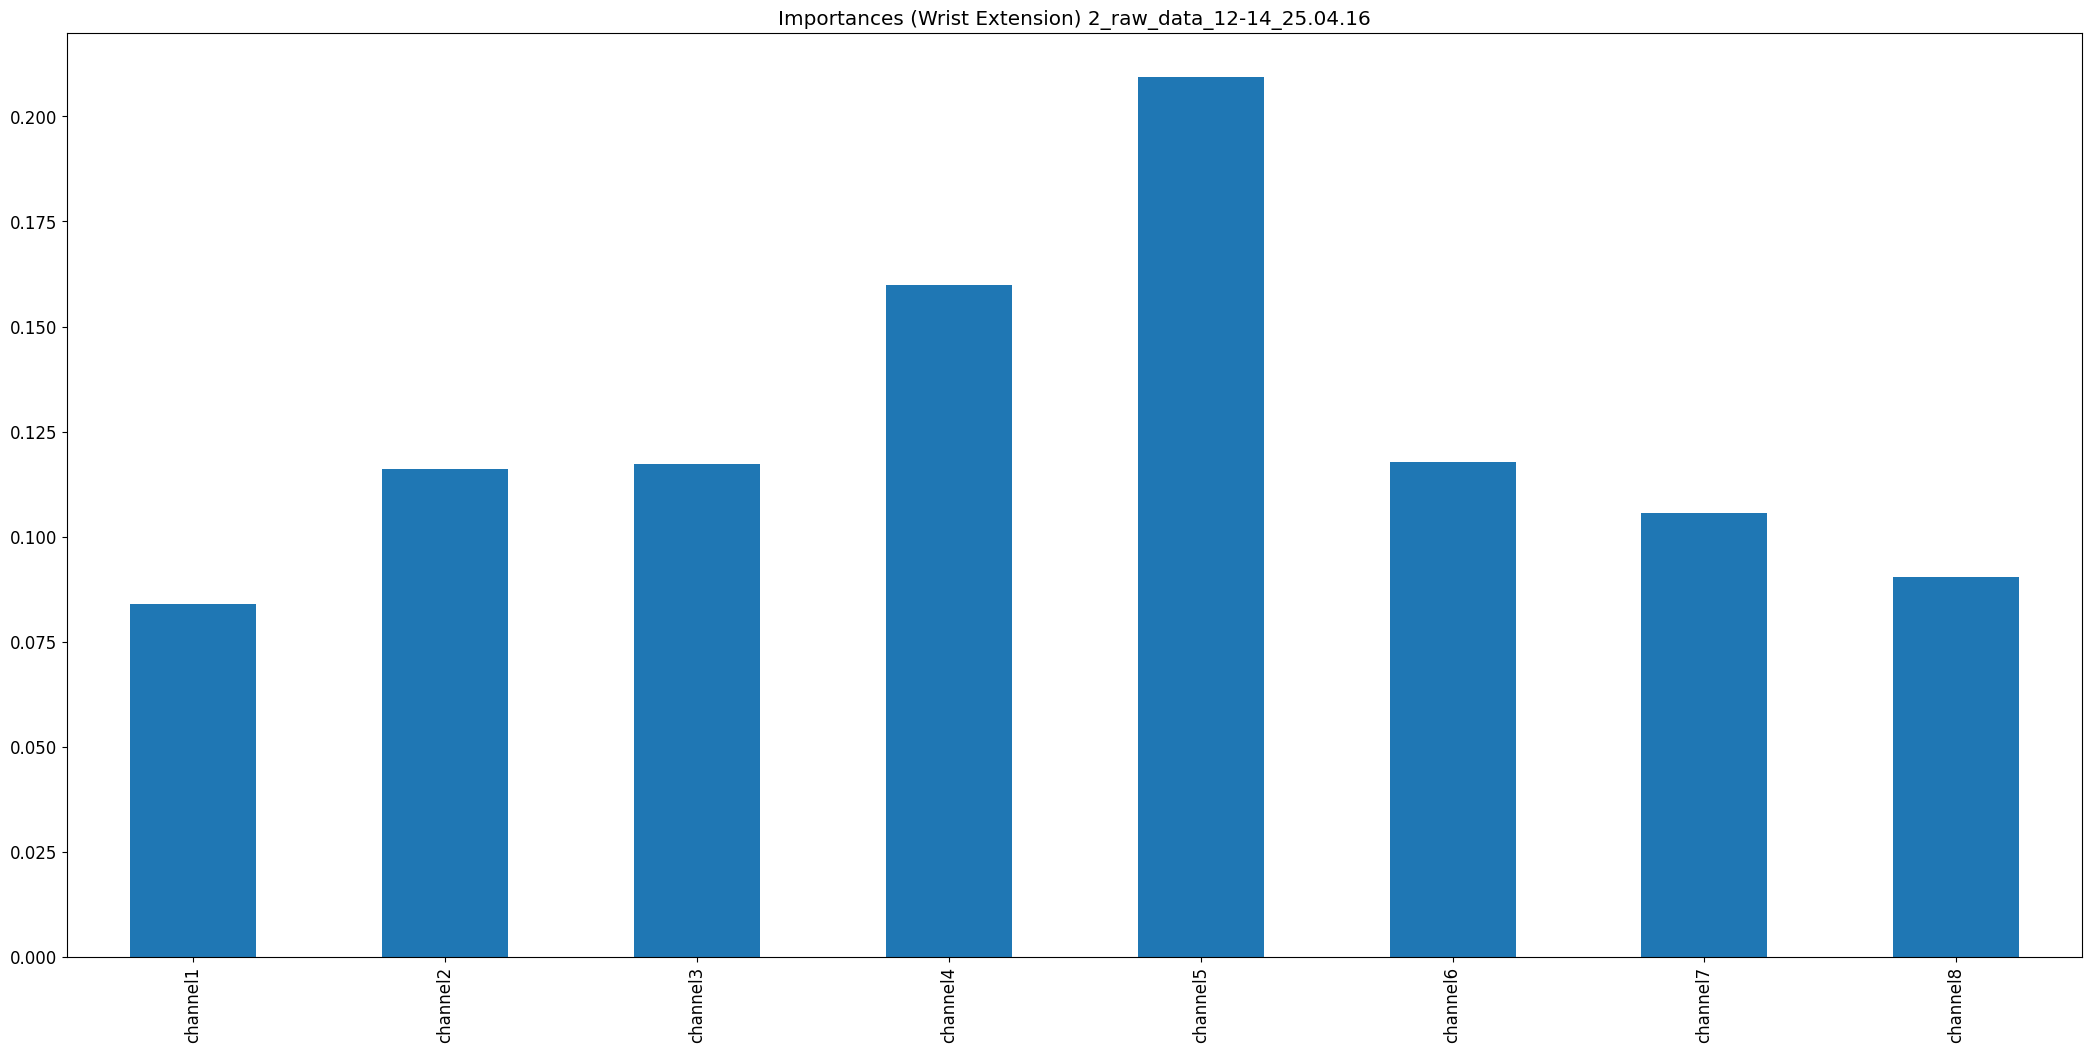 Importances (Wrist Extension) 2_raw_data_12-14_25.04.16
0.200
0.175
0.150
0.125
0.100
0.075
0.050
0.025
0.000
channel1
channel2
channel3
channel4
channel5
channel6
channel7
channel8